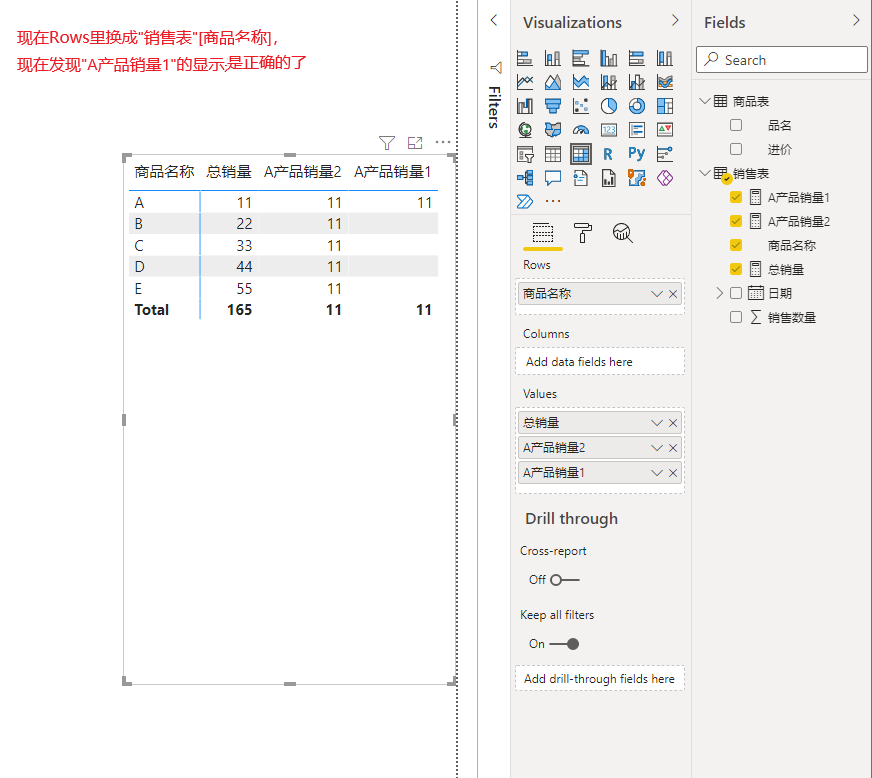 现在Rows里换成"销售表"[商品名称]，
现在发现"A产品销量1"的显示,是正确的了
商品名称 总销量 A产品销量2 A产品销量1
A 11 11 11
B 22 11
C 33 11
D 44 11
E 55 11
Total 165 11 11
Filters
Visualizations
123
R Py
Rows
商品名称
Columns
Add data fields here
Values
总销量
A产品销量2
A产品销量1
Drill through
Cross-report
Off
Keep all filters
On
Add drill-through fields here
Fields
Search
商品表
品名
进价
销售表
A产品销量1
A产品销量2
商品名称
总销量
日期
∑ 销售数量